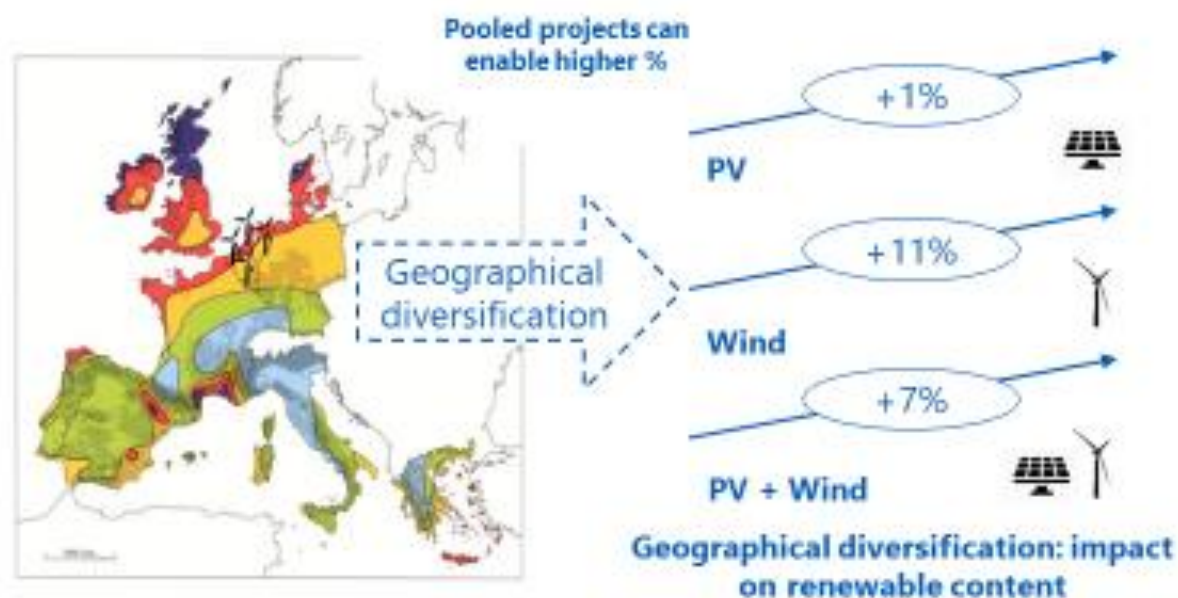 Pooled projects can
enable higher %
Geographical
diversification
+1%
PV
+11%
Wind
+7%
PV + Wind
Geographical diversification: impact
on renewable content